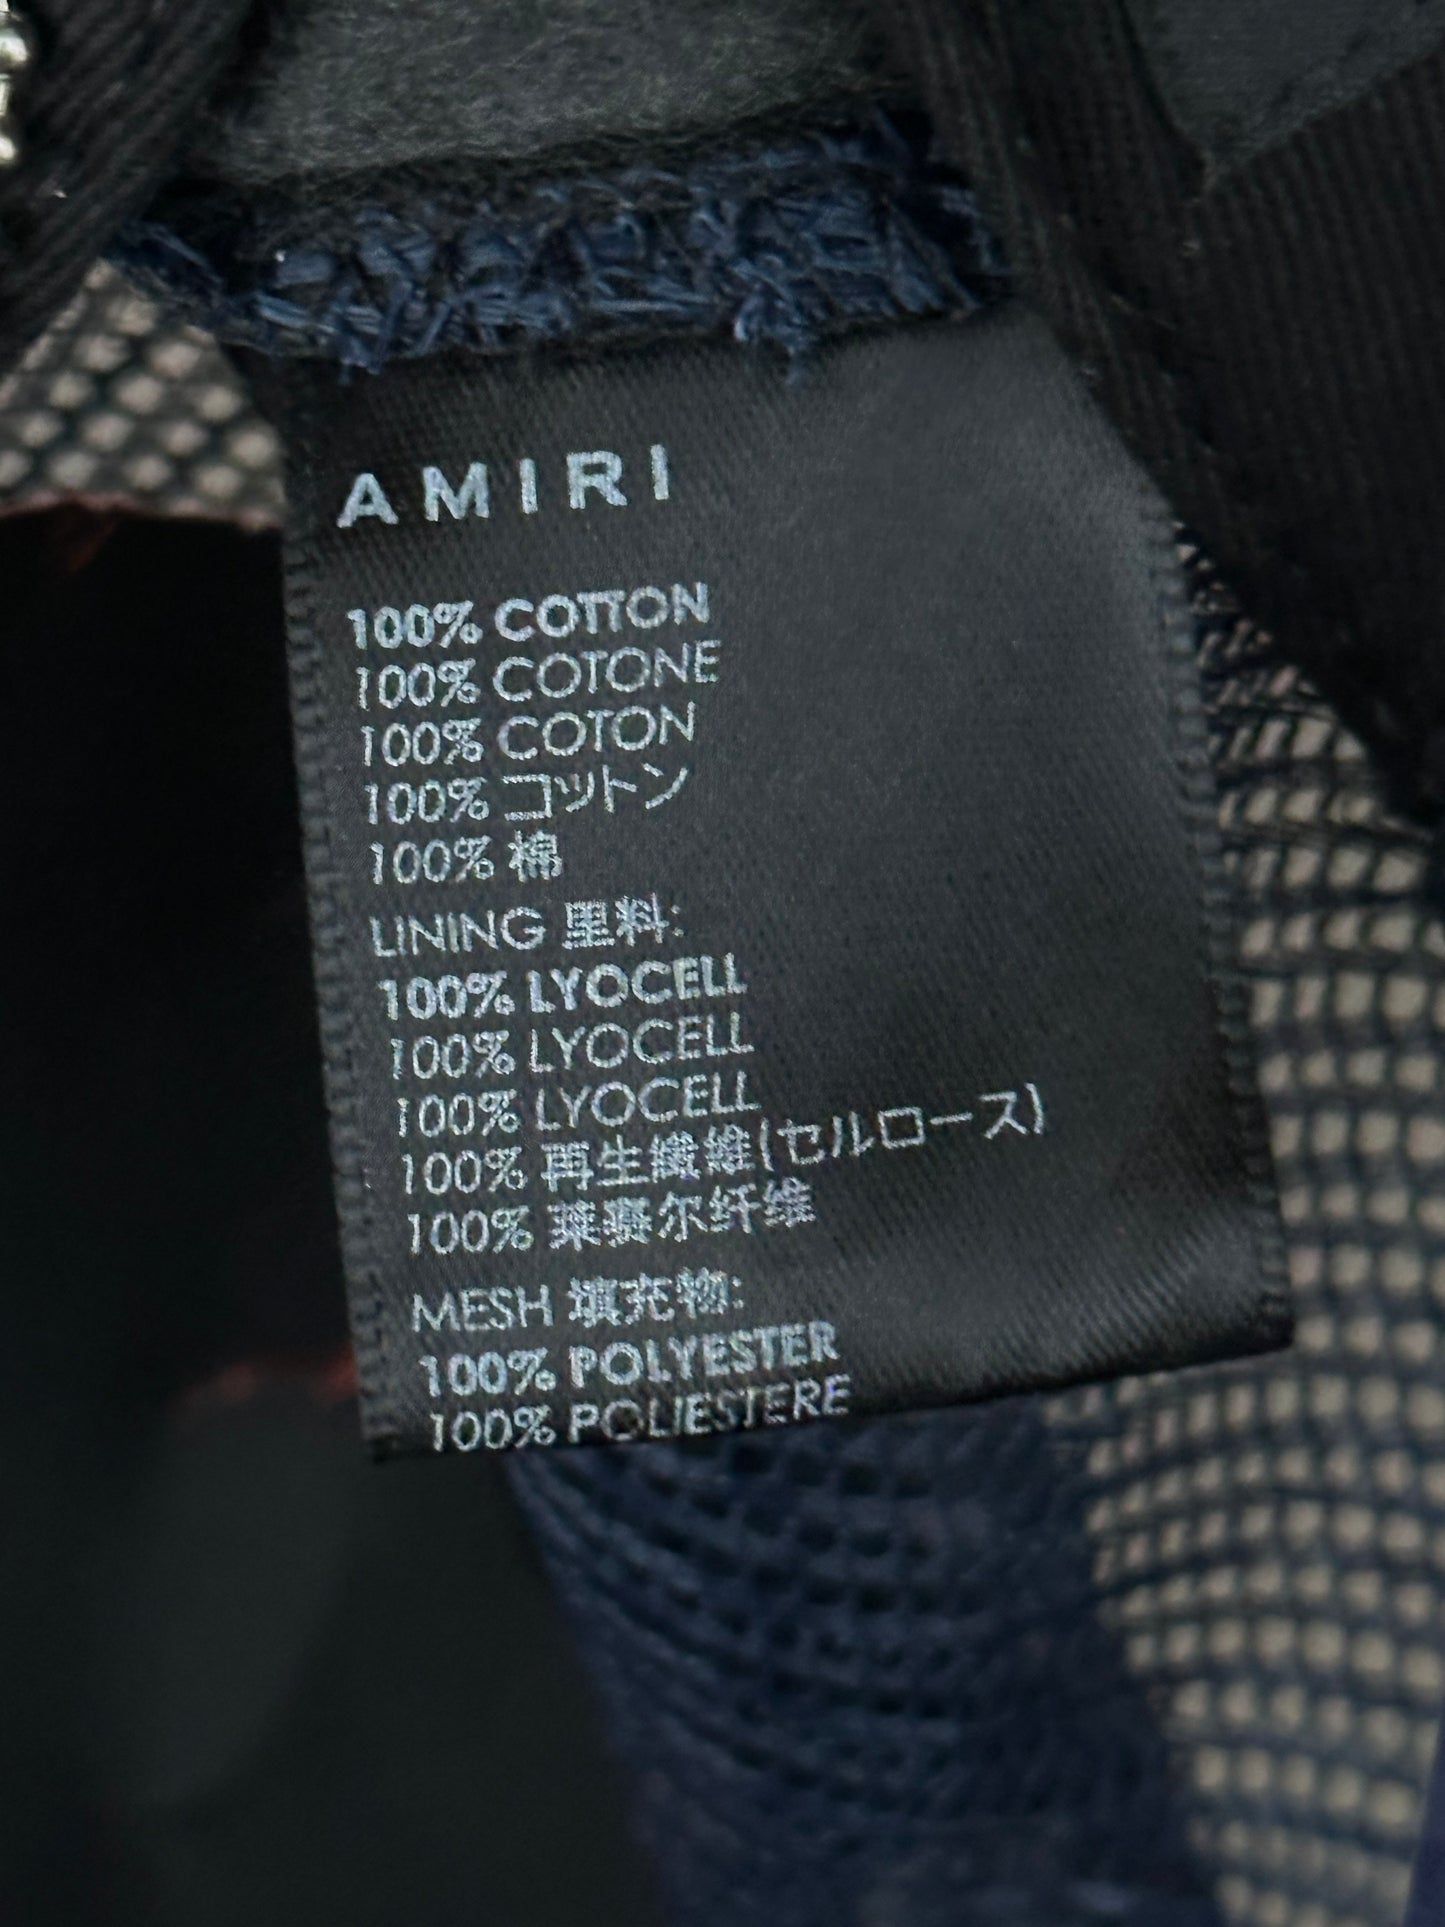 AMIRI
100% COTTON
100% COTONE
100% COTON
100% コットン
100% 棉
LINING 里料:
100% LYOCELL
100% LYOCELL
100% LYOCELL
100% 再生繊維(セルロース)
100% 莱赛尔纤维
MESH 填充物:
100% POLYESTER
100% POLIESTERE